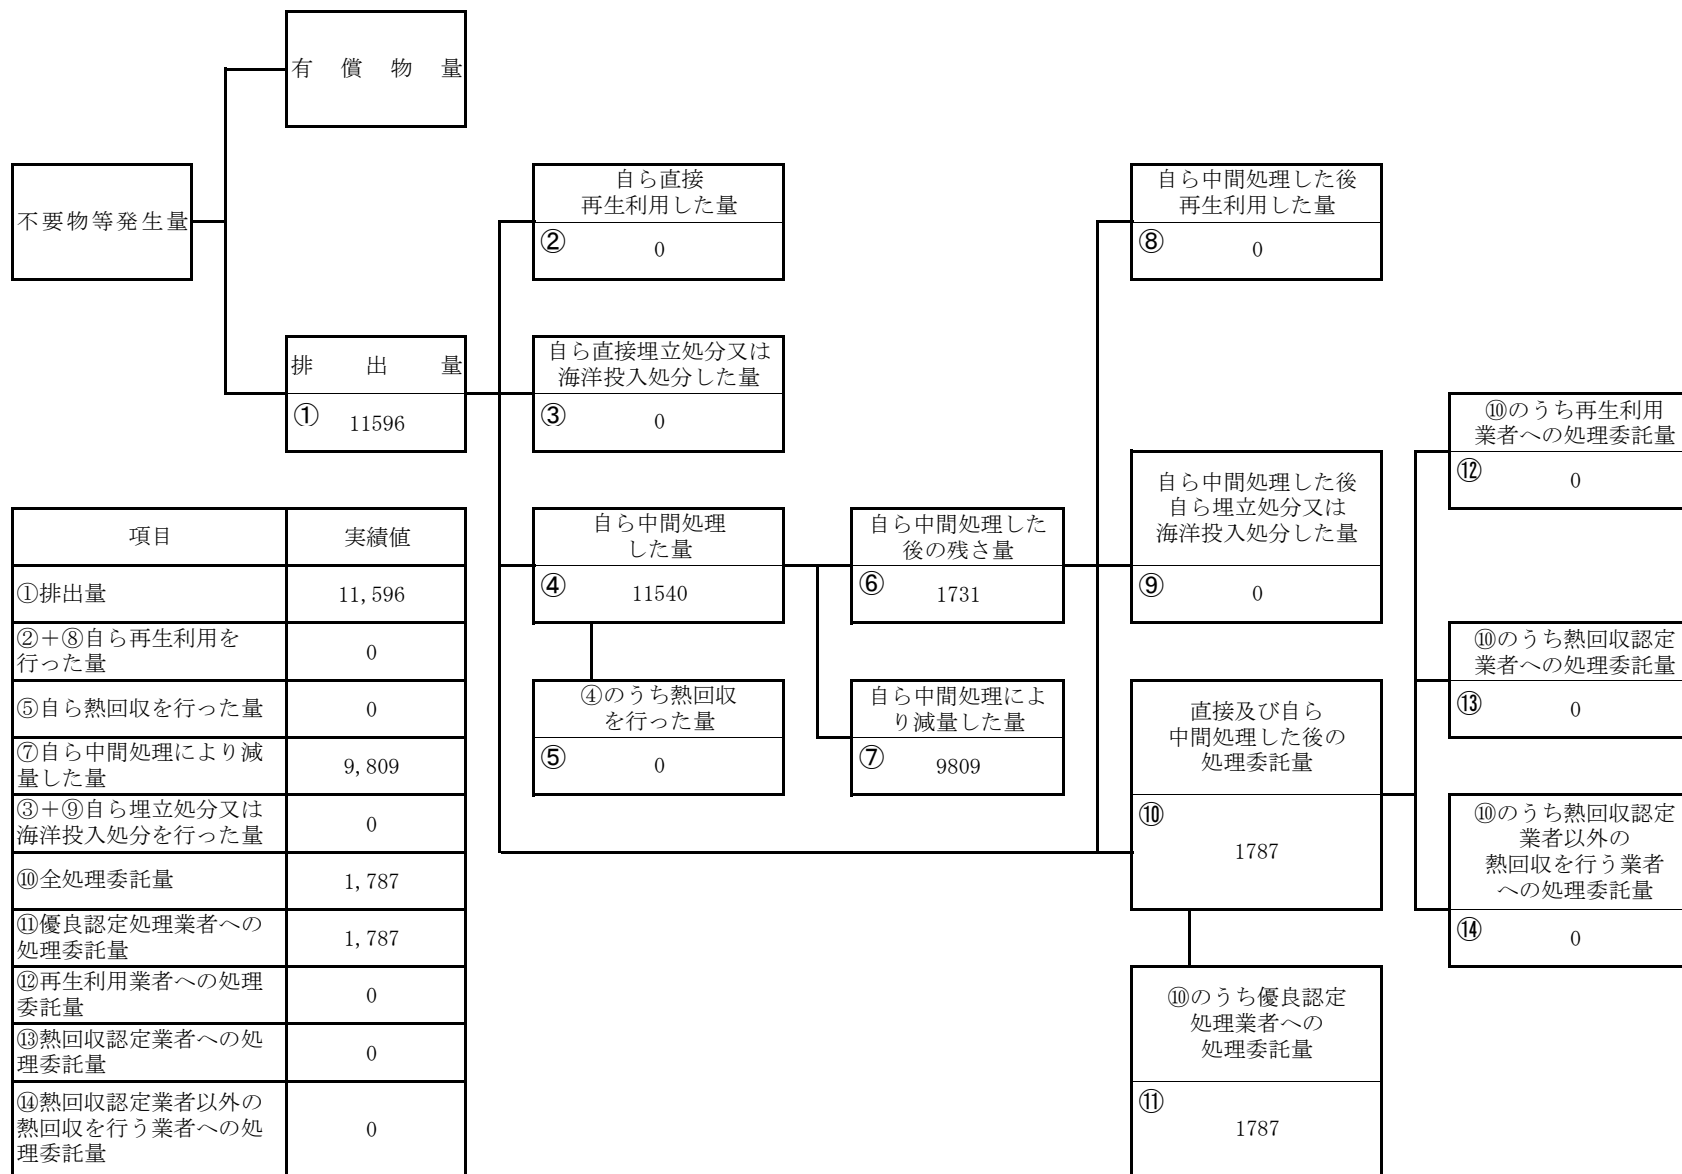 有償物量
不要物等発生量
排出量
① 11596
自ら直接
再生利用した量
② 0
自ら直接埋立処分又は
海洋投入処分した量
③ 0
自ら中間処理
した量
④ 11540
④のうち熱回収
を行った量
⑤ 0
自ら中間処理した
後の残さ量
⑥ 1731
自ら中間処理によ
り減量した量
⑦ 9809
自ら中間処理した後
再生利用した量
⑧ 0
自ら中間処理した後
自ら埋立処分又は
海洋投入処分した量
⑨ 0
直接及び自ら
中間処理した後の
処理委託量
⑩
1787
⑩のうち優良認定
処理業者への
処理委託量
⑪
1787
⑩のうち再生利用
業者への処理委託量
⑫ 0
⑩のうち熱回収認定
業者への処理委託量
⑬ 0
⑩のうち熱回収認定
業者以外の
熱回収を行う業者
への処理委託量
⑭ 0
項目 実績値
①排出量 11,596
②＋⑧自ら再生利用を
行った量 0
⑤自ら熱回収を行った量 0
⑦自ら中間処理により減
量した量 9,809
③＋⑨自ら埋立処分又は
海洋投入処分を行った量 0
⑩全処理委託量 1,787
⑪優良認定処理業者への
処理委託量 1,787
⑫再生利用業者への処理
委託量 0
⑬熱回収認定業者への処
理委託量 0
⑭熱回収認定業者以外の
熱回収を行う業者への処
理委託量 0